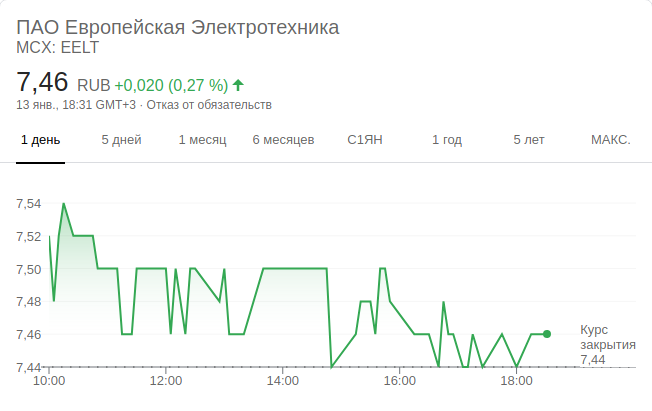 ПАО Европейская Электротехника
MCX: EELT
7,46 RUB +0,020 (0,27 %)
13 янв., 18:31 GMT+3 · Отказ от обязательств
1 день 5 дней 1 месяц 6 месяцев С1ЯН 1 год 5 лет МАКС.
7,54
7,52
7,50
7,48
7,46
7,44
Курс
закрытия
7,44
10:00 12:00 14:00 16:00 18:00